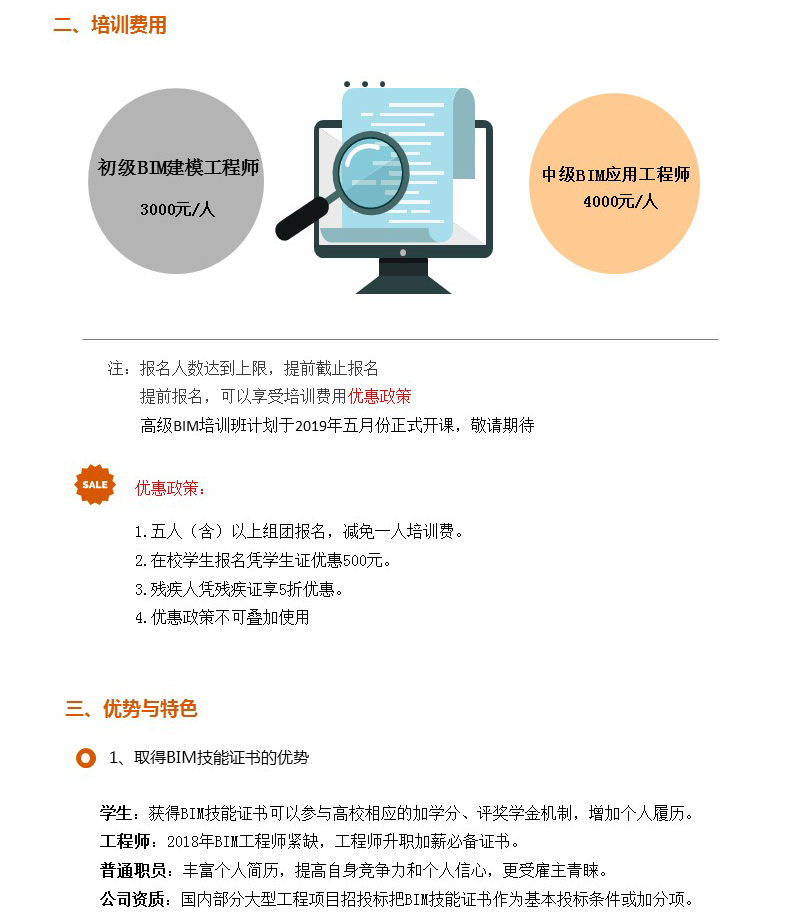 二、培训费用
初级BIM建模工程师
3000元/人
中级BIM应用工程师
4000元/人
注：报名人数达到上限，提前截止报名
提前报名，可以享受培训费用优惠政策
高级BIM培训班计划于2019年五月份正式开课，敬请期待
SALE
优惠政策：
1.五人（含）以上组团报名，减免一人培训费。
2.在校学生报名凭学生证优惠500元。
3.残疾人凭残疾证享5折优惠。
4.优惠政策不可叠加使用
三、优势与特色
1、取得BIM技能证书的优势
学生：获得BIM技能证书可以参与高校相应的加学分、评奖学金机制，增加个人履历。
工程师：2018年BIM工程师紧缺，工程师升职加薪必备证书。
普通职员：丰富个人简历，提高自身竞争力和个人信心，更受雇主青睐。
公司资质：国内部分大型工程项目招投标把BIM技能证书作为基本投标条件或加分项。